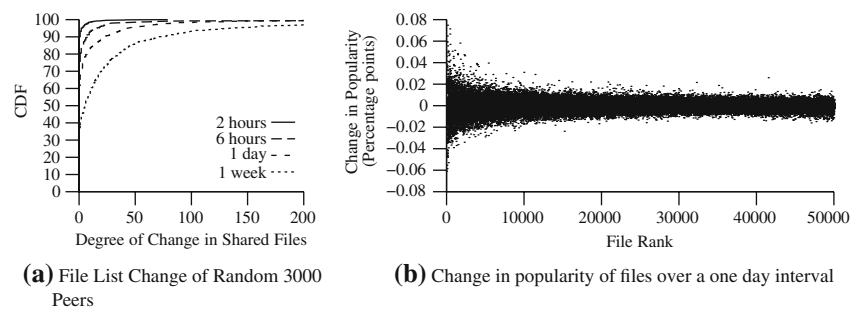 100
90
80
70
60
50
40
30
20
10
0
CDF
2 hours
6 hours
1 day
1 week
0 50 100 150 200
Degree of Change in Shared Files
(a) File List Change of Random 3000
Peers
0.08
0.06
0.04
0.02
0
−0.02
−0.04
−0.06
−0.08
Change in Popularity
(Percentage points)
0 10000 20000 30000 40000 50000
File Rank
(b) Change in popularity of files over a one day interval